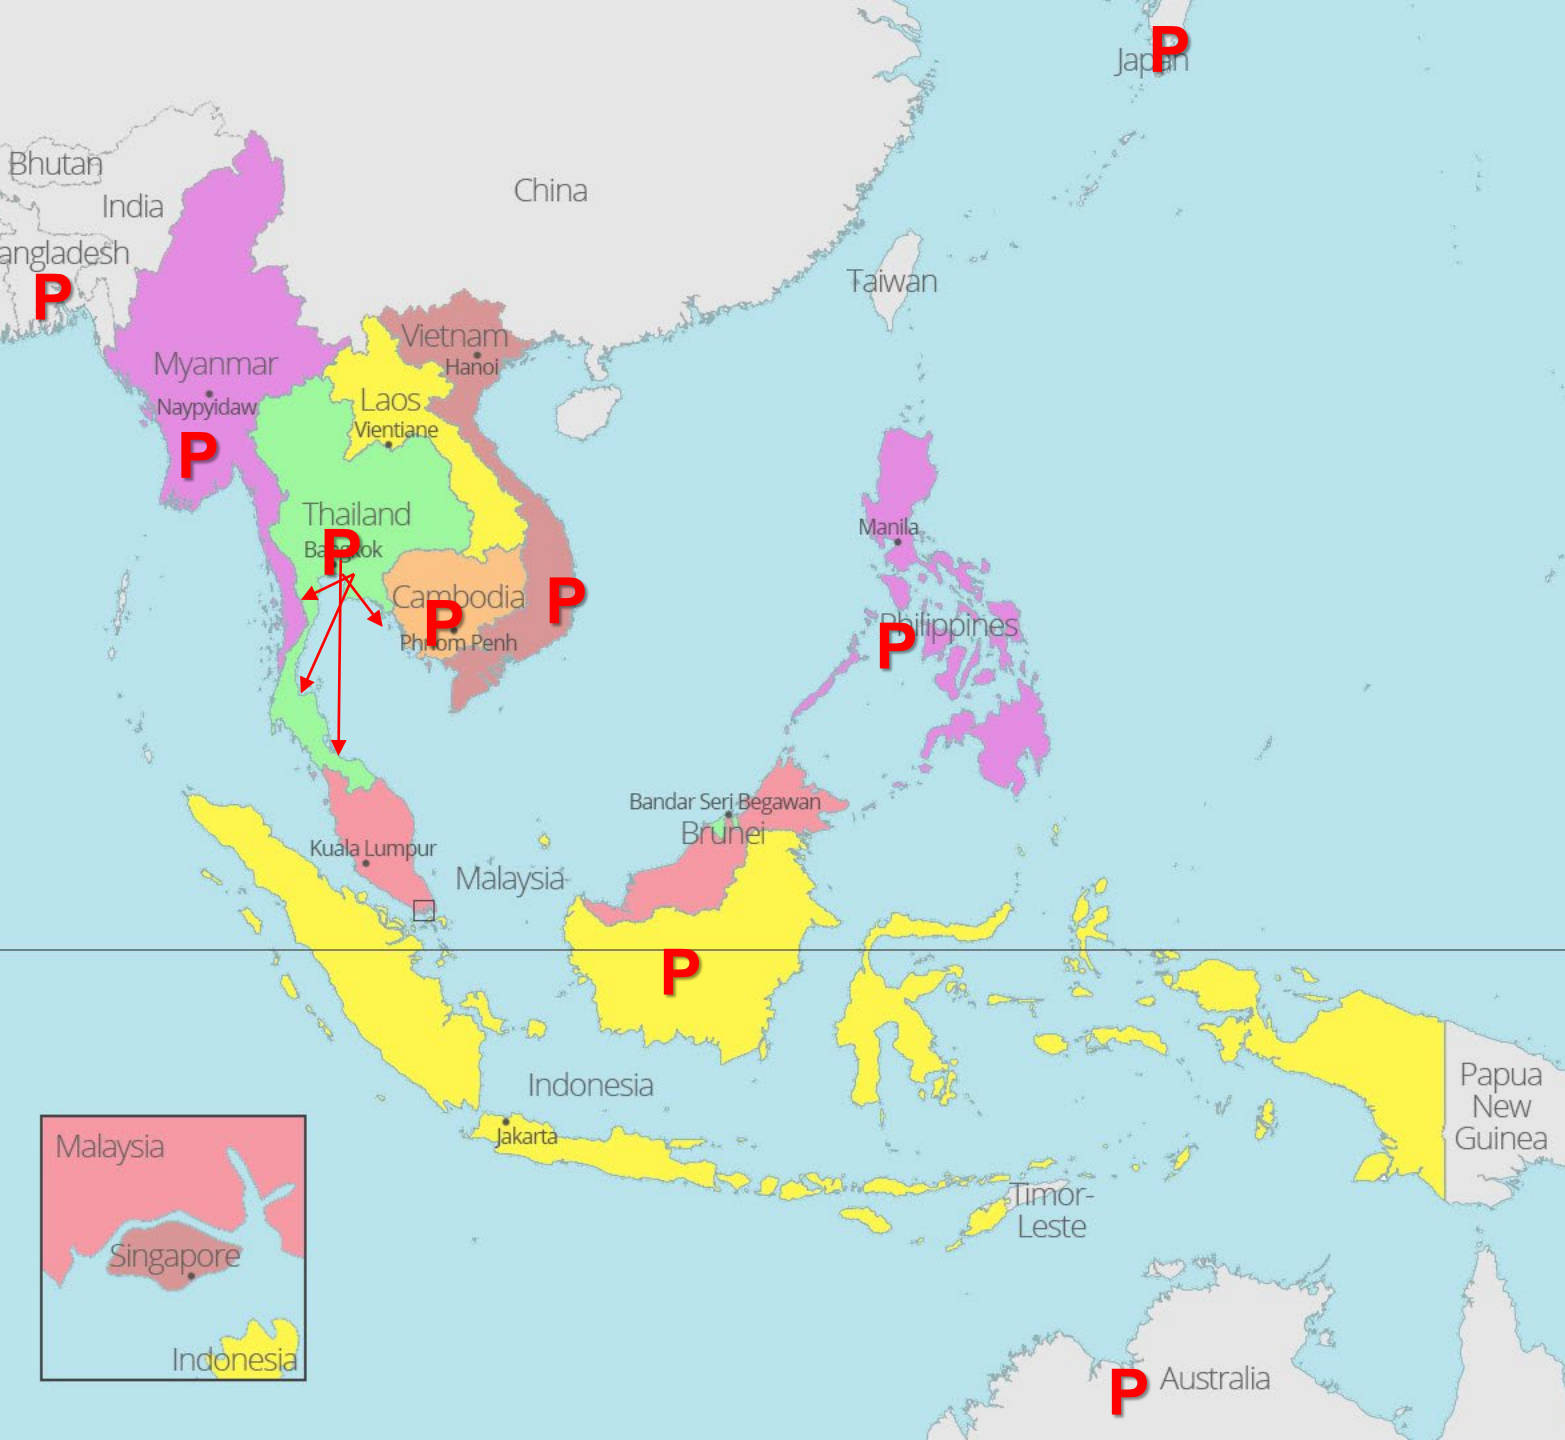 P
Japan
Bhutan
China
India
angladesh
P
Taiwan
Vietnam
Hanoi
Myanmar
Naypyidaw
Laos
Vientiane
P
Thailand
P
Bangkok
Manila
Cambodia
P
Phnom Penh
P
Philippines
P
Bandar Seri Begawan
Brunei
Kuala Lumpur
Malaysia
P
Indonesia
Jakarta
Papua
New
Guinea
Timor-
Leste
Malaysia
Singapore
Indonesia
P
Australia